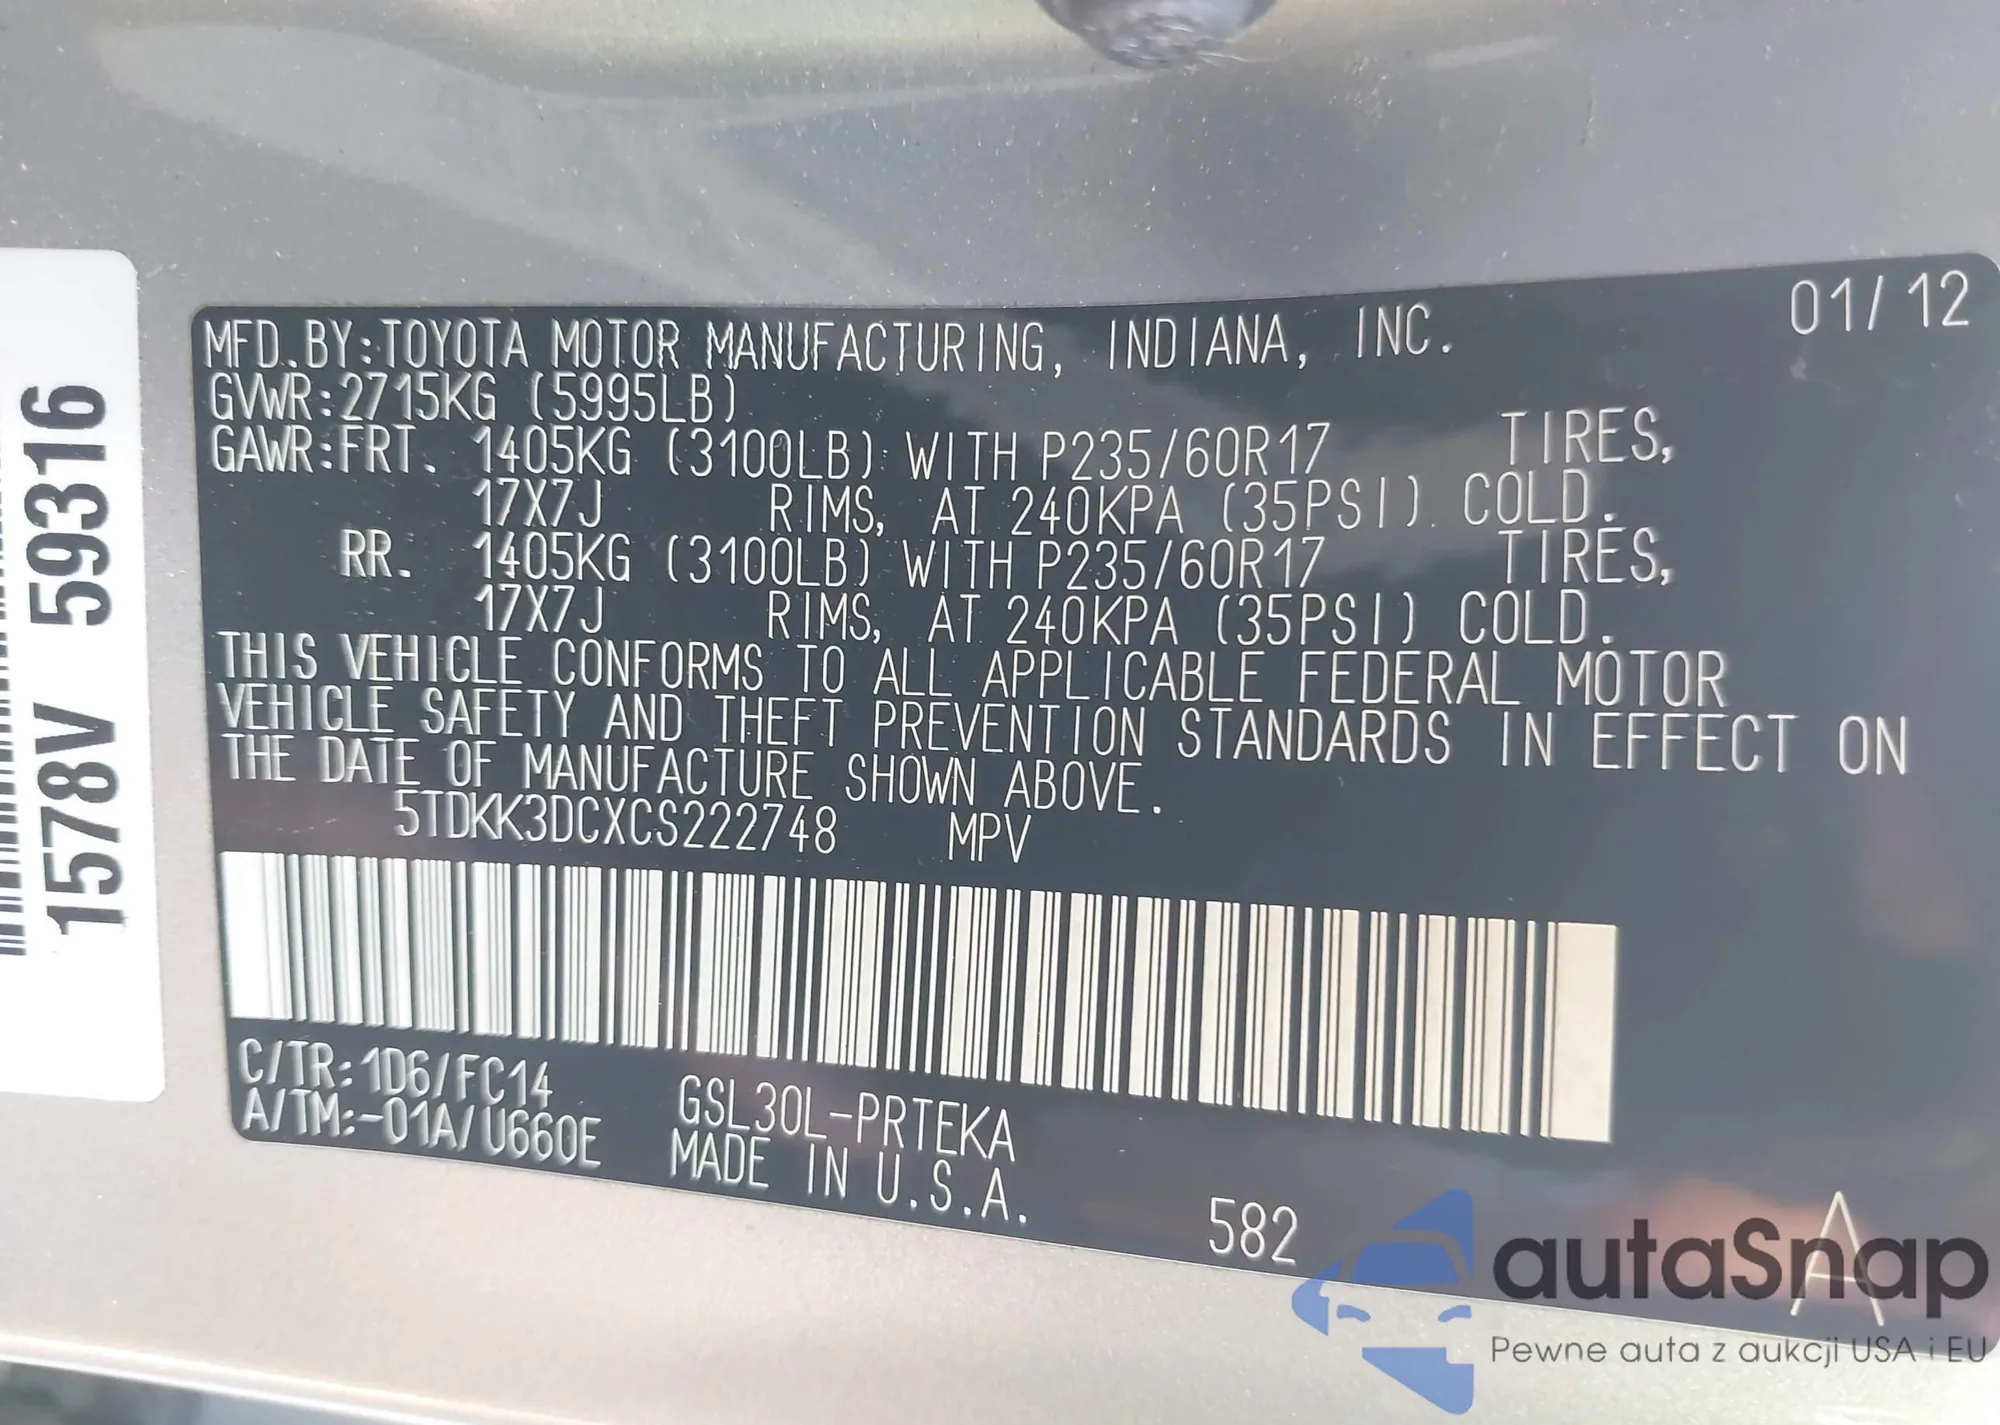 1578V 59316
MFD.BY:TOYOTA MOTOR MANUFACTURING, INDIANA, INC. 01/12
GVWR:2715KG (5995LB)
GAWR:FRT. 1405KG (3100LB) WITH P235/60R17 TIRES,
17X7J RIMS, AT 240KPA (35PSI) COLD.
RR. 1405KG (3100LB) WITH P235/60R17 TIRES,
17X7J RIMS, AT 240KPA (35PSI) COLD.
THIS VEHICLE CONFORMS TO ALL APPLICABLE FEDERAL MOTOR
VEHICLE SAFETY AND THEFT PREVENTION STANDARDS IN EFFECT ON
THE DATE OF MANUFACTURE SHOWN ABOVE.
5TDKK3DCXCS222748 MPV
C/TR:1D6/FC14
A/TM:-01A/U660E
GSL30L-PRTEKA
MADE IN U.S.A.
582
A
autaSnap
Pewne auta z aukcji USA i EU